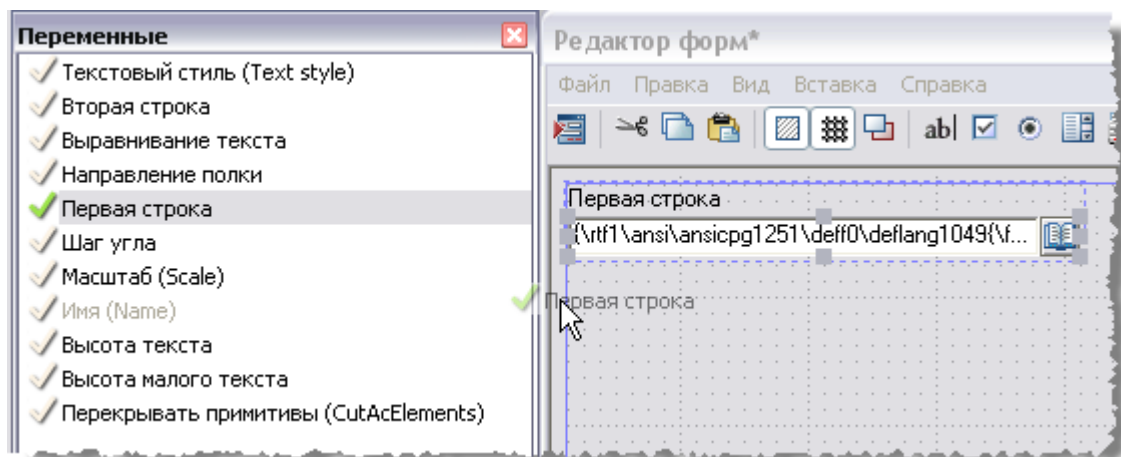 Переменные
Текстовый стиль (Text style)
Вторая строка
Выравнивание текста
Направление полки
Первая строка
Шаг угла
Масштаб (Scale)
Имя (Name)
Высота текста
Высота малого текста
Перекрывать примитивы (CutAcElements)
Редактор форм*
Файл Правка Вид Вставка Справка
ab|
Первая строка
{\rtf1\ansi\ansicpg1251\deff0\deflang1049{\f...
Первая строка